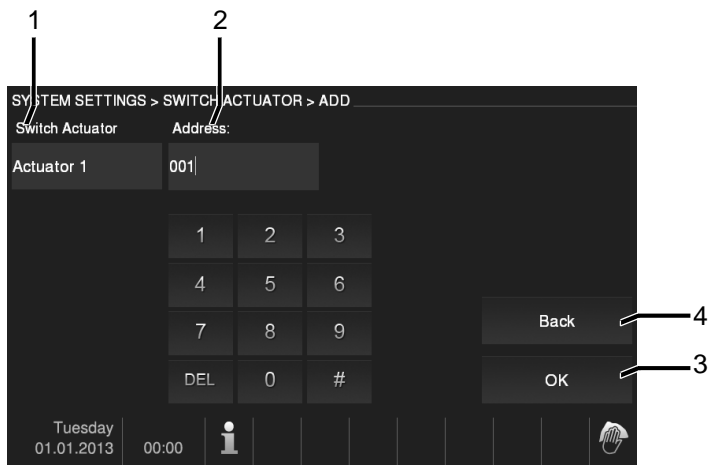 1 2
SYSTEM SETTINGS > SWITCH ACTUATOR > ADD
Switch Actuator Address:
Actuator 1 001
1 2 3
4 5 6
7 8 9
DEL 0 #
Back
4
OK
3
Tuesday
01.01.2013 00:00